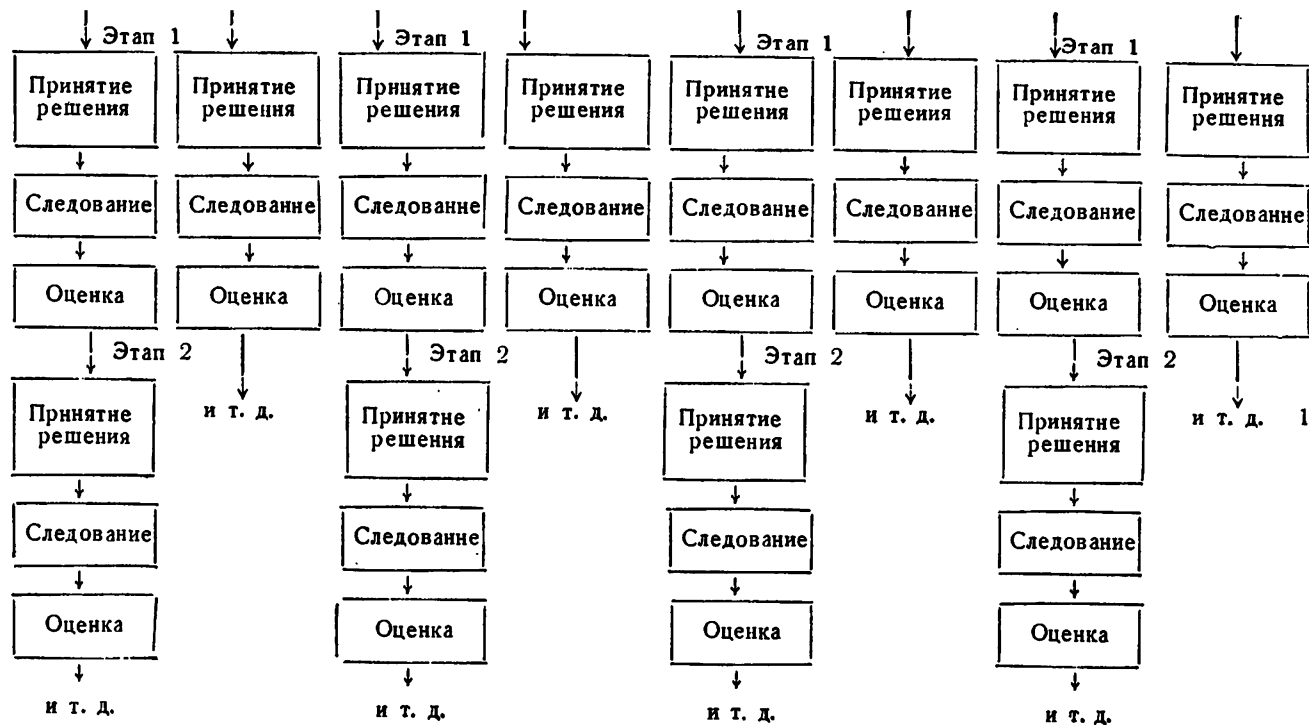 Этап 1 Этап 1 Этап 1 Этап 1
Принятие Принятие Принятие Принятие Принятие Принятие Принятие Принятие
решения решения решения решения решения решения решения решения
Следование Следование Следование Следование Следование Следование Следование Следование
Оценка Оценка Оценка Оценка Оценка Оценка Оценка Оценка
Этап 2 Этап 2 Этап 2 Этап 2
и т. д. и т. д. и т. д. и т. д. 1
Принятие Принятие Принятие Принятие
решения решения решения решения
Следование Следование Следование Следование
Оценка Оценка Оценка Оценка
и т. д. и т. д. и т. д. и т. д.